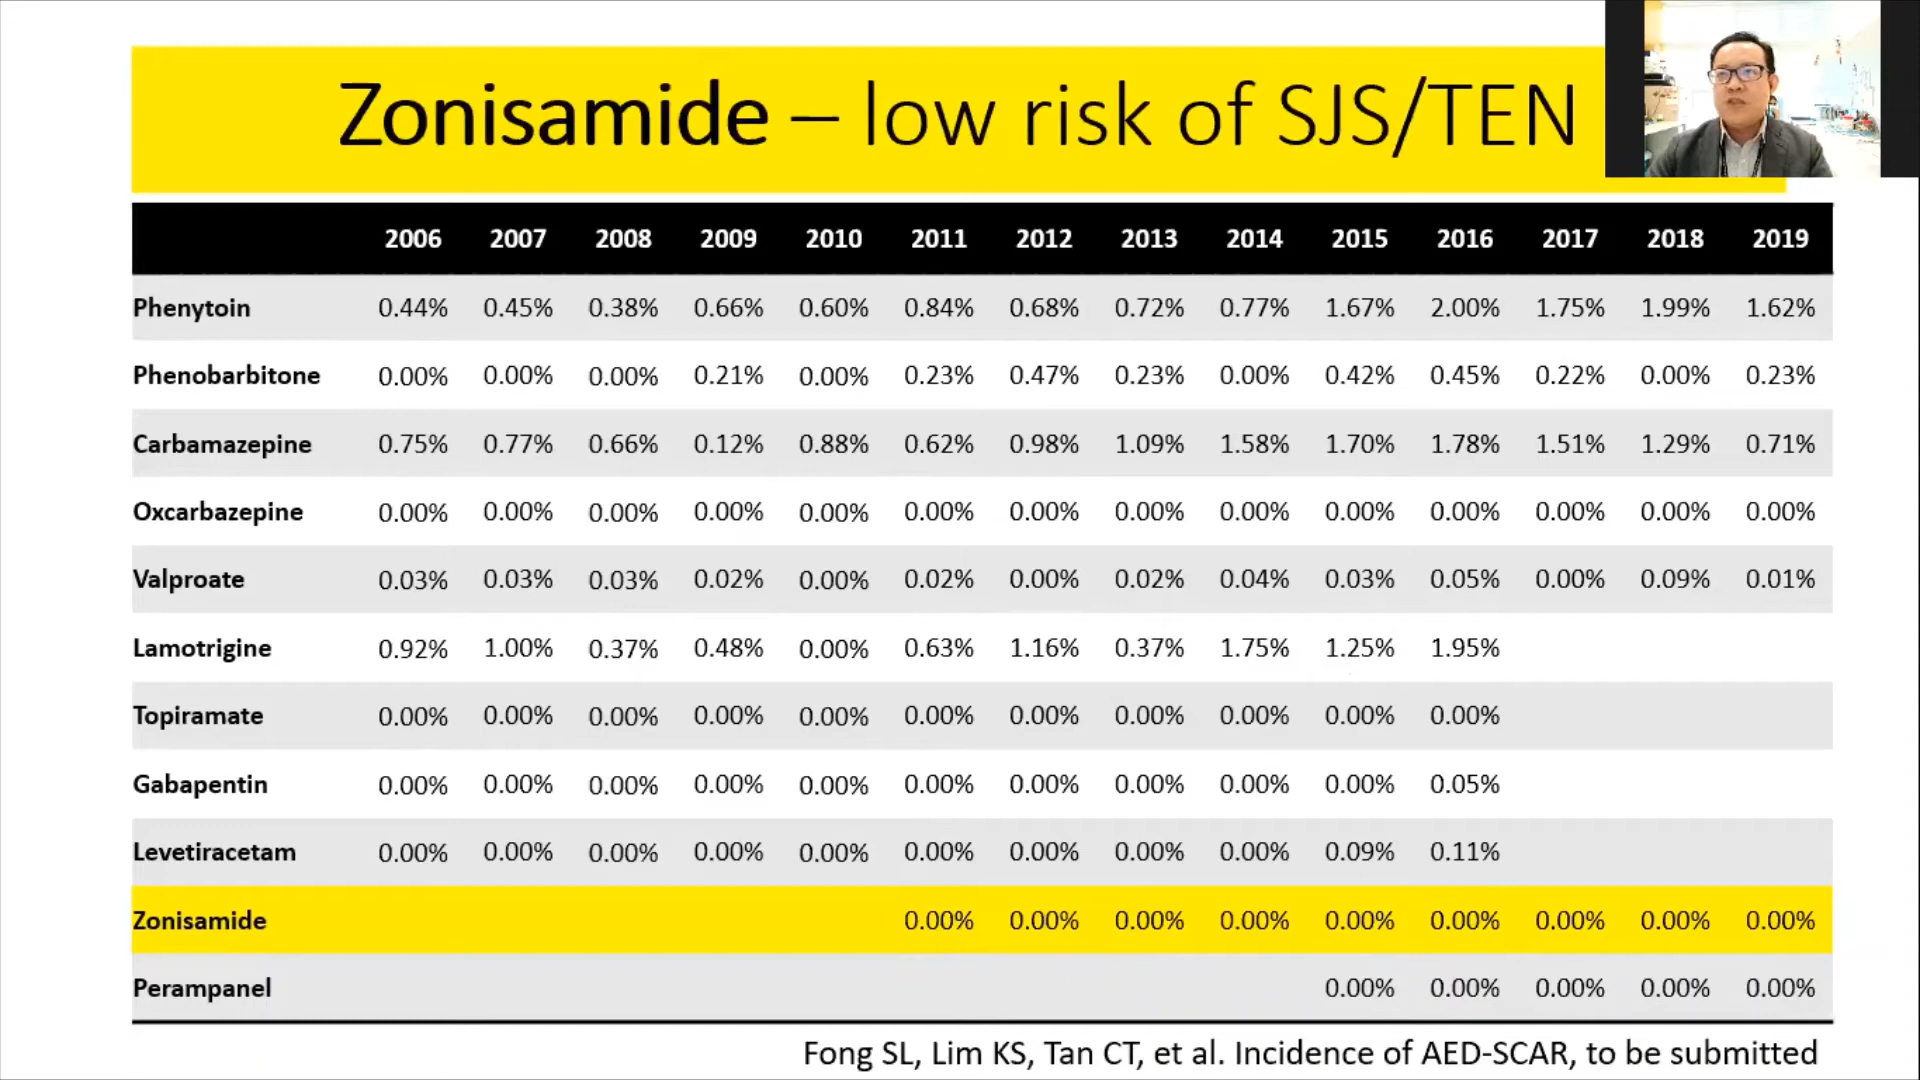 Zonisamide – low risk of SJS/TEN
2006 2007 2008 2009 2010 2011 2012 2013 2014 2015 2016 2017 2018 2019
Phenytoin 0.44% 0.45% 0.38% 0.66% 0.60% 0.84% 0.68% 0.72% 0.77% 1.67% 2.00% 1.75% 1.99% 1.62%
Phenobarbitone 0.00% 0.00% 0.00% 0.21% 0.00% 0.23% 0.47% 0.23% 0.00% 0.42% 0.45% 0.22% 0.00% 0.23%
Carbamazepine 0.75% 0.77% 0.66% 0.12% 0.88% 0.62% 0.98% 1.09% 1.58% 1.70% 1.78% 1.51% 1.29% 0.71%
Oxcarbazepine 0.00% 0.00% 0.00% 0.00% 0.00% 0.00% 0.00% 0.00% 0.00% 0.00% 0.00% 0.00% 0.00% 0.00%
Valproate 0.03% 0.03% 0.03% 0.02% 0.00% 0.02% 0.00% 0.02% 0.04% 0.03% 0.05% 0.00% 0.09% 0.01%
Lamotrigine 0.92% 1.00% 0.37% 0.48% 0.00% 0.63% 1.16% 0.37% 1.75% 1.25% 1.95%
Topiramate 0.00% 0.00% 0.00% 0.00% 0.00% 0.00% 0.00% 0.00% 0.00% 0.00% 0.00%
Gabapentin 0.00% 0.00% 0.00% 0.00% 0.00% 0.00% 0.00% 0.00% 0.00% 0.00% 0.05%
Levetiracetam 0.00% 0.00% 0.00% 0.00% 0.00% 0.00% 0.00% 0.00% 0.00% 0.09% 0.11%
Zonisamide 0.00% 0.00% 0.00% 0.00% 0.00% 0.00% 0.00% 0.00% 0.00%
Perampanel 0.00% 0.00% 0.00% 0.00% 0.00%
Fong SL, Lim KS, Tan CT, et al. Incidence of AED-SCAR, to be submitted